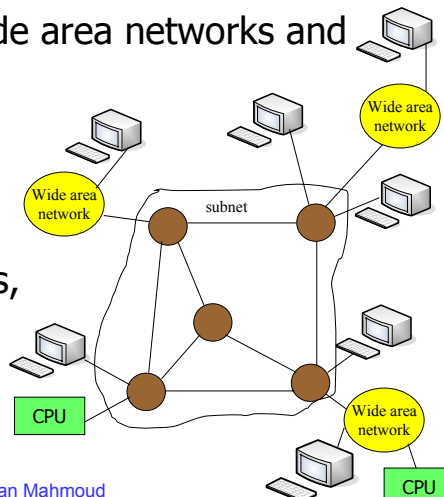 de area networks and
Wide area
network
Wide area
network
subnet
s,
CPU
Wide area
network
an Mahmoud
CPU